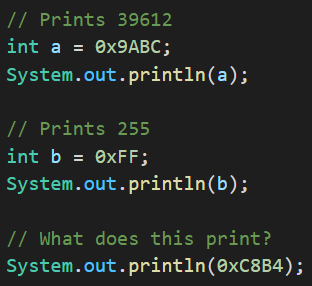 // Prints 39612
int a = 0x9ABC;
System.out.println(a);

// Prints 255
int b = 0xFF;
System.out.println(b);

// What does this print?
System.out.println(0xC8B4);